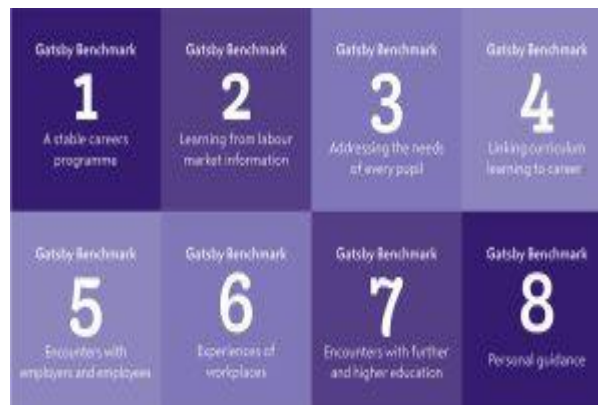 Gatsby Benchmark
1
A stable careers
programme
Gatsby Benchmark
2
Learning from labour
market information
Gatsby Benchmark
3
Addressing the needs
of every pupil
Gatsby Benchmark
4
Linking curriculum
learning to career
Gatsby Benchmark
5
Encounters with
employers and employees
Gatsby Benchmark
6
Experiences of
workplaces
Gatsby Benchmark
7
Encounters with further
and higher education
Gatsby Benchmark
8
Personal guidance